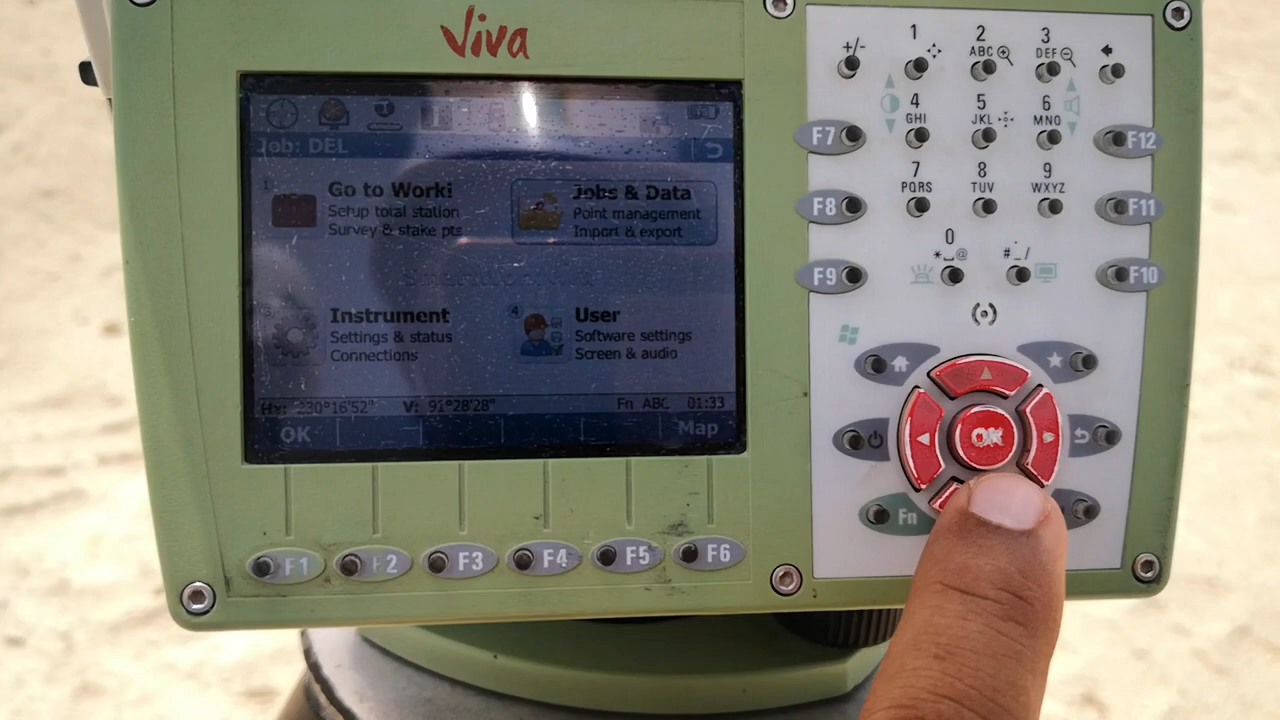 Viva
Job: DEL
1 Go to Work!
Setup total station
Survey & stake pts
Jobs & Data
Point management
Import & export
3 Instrument
Settings & status
Connections
4 User
Software settings
Screen & audio
Hz: 230°16'52" V: 91°28'28" Fn ABC 01:33
OK Map
F1 F2 F3 F4 F5 F6
+/- 1 2 3
ABC DEF
4 5 6
GHI JKL MNO
F7 F12
7 8 9
PQRS TUV WXYZ
F8 F11
0
*␣@ #._/
F9 F10
OK
Fn